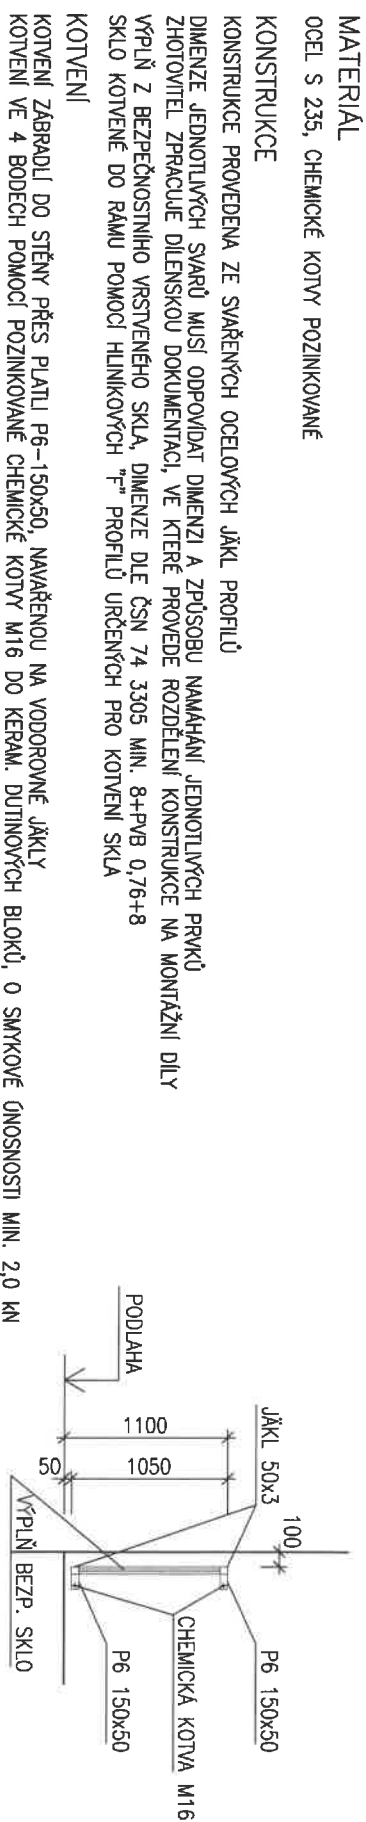 MATERIÁL
OCEL S 235, CHEMICKÉ KOTVY POZINKOVANÉ
KONSTRUKCE
KONSTRUKCE PROVEDENA ZE SVAŘENÝCH OCELOVÝCH JÄKL PROFILŮ
DIMENZE JEDNOTLIVÝCH SVARŮ MUSÍ ODPOVÍDAT DIMENZI A ZPŮSOBU NAMÁHÁNÍ JEDNOTLIVÝCH PRVKŮ
ZHOTOVITEL ZPRACUJE DÍLENSKOU DOKUMENTACI, VE KTERÉ PROVEDE ROZDĚLENÍ KONSTRUKCE NA MONTÁŽNÍ DÍLY
VÝPLŇ Z BEZPEČNOSTNÍHO VRSTVENÉHO SKLA, DIMENZE DLE ČSN 74 3305 MIN. 8+PVB 0,76+8
SKLO KOTVENÉ DO RÁMU POMOCÍ HLINÍKOVÝCH "F" PROFILŮ URČENÝCH PRO KOTVENÍ SKLA
KOTVENÍ
KOTVENÍ ZÁBRADLÍ DO STĚNY PŘES PLATLI P6-150x50, NAVAŘENOU NA VODOROVNÉ JÄKLY
KOTVENÍ VE 4 BODECH POMOCÍ POZINKOVANÉ CHEMICKÉ KOTVY M16 DO KERAM. DUTINOVÝCH BLOKŮ, O SMYKOVÉ ÚNOSNOSTI MIN. 2,0 kN
JÄKL 50x3
100
P6 150x50
1100
1050
50
CHEMICKÁ KOTVA M16
PODLAHA
P6 150x50
VÝPLŇ BEZP. SKLO